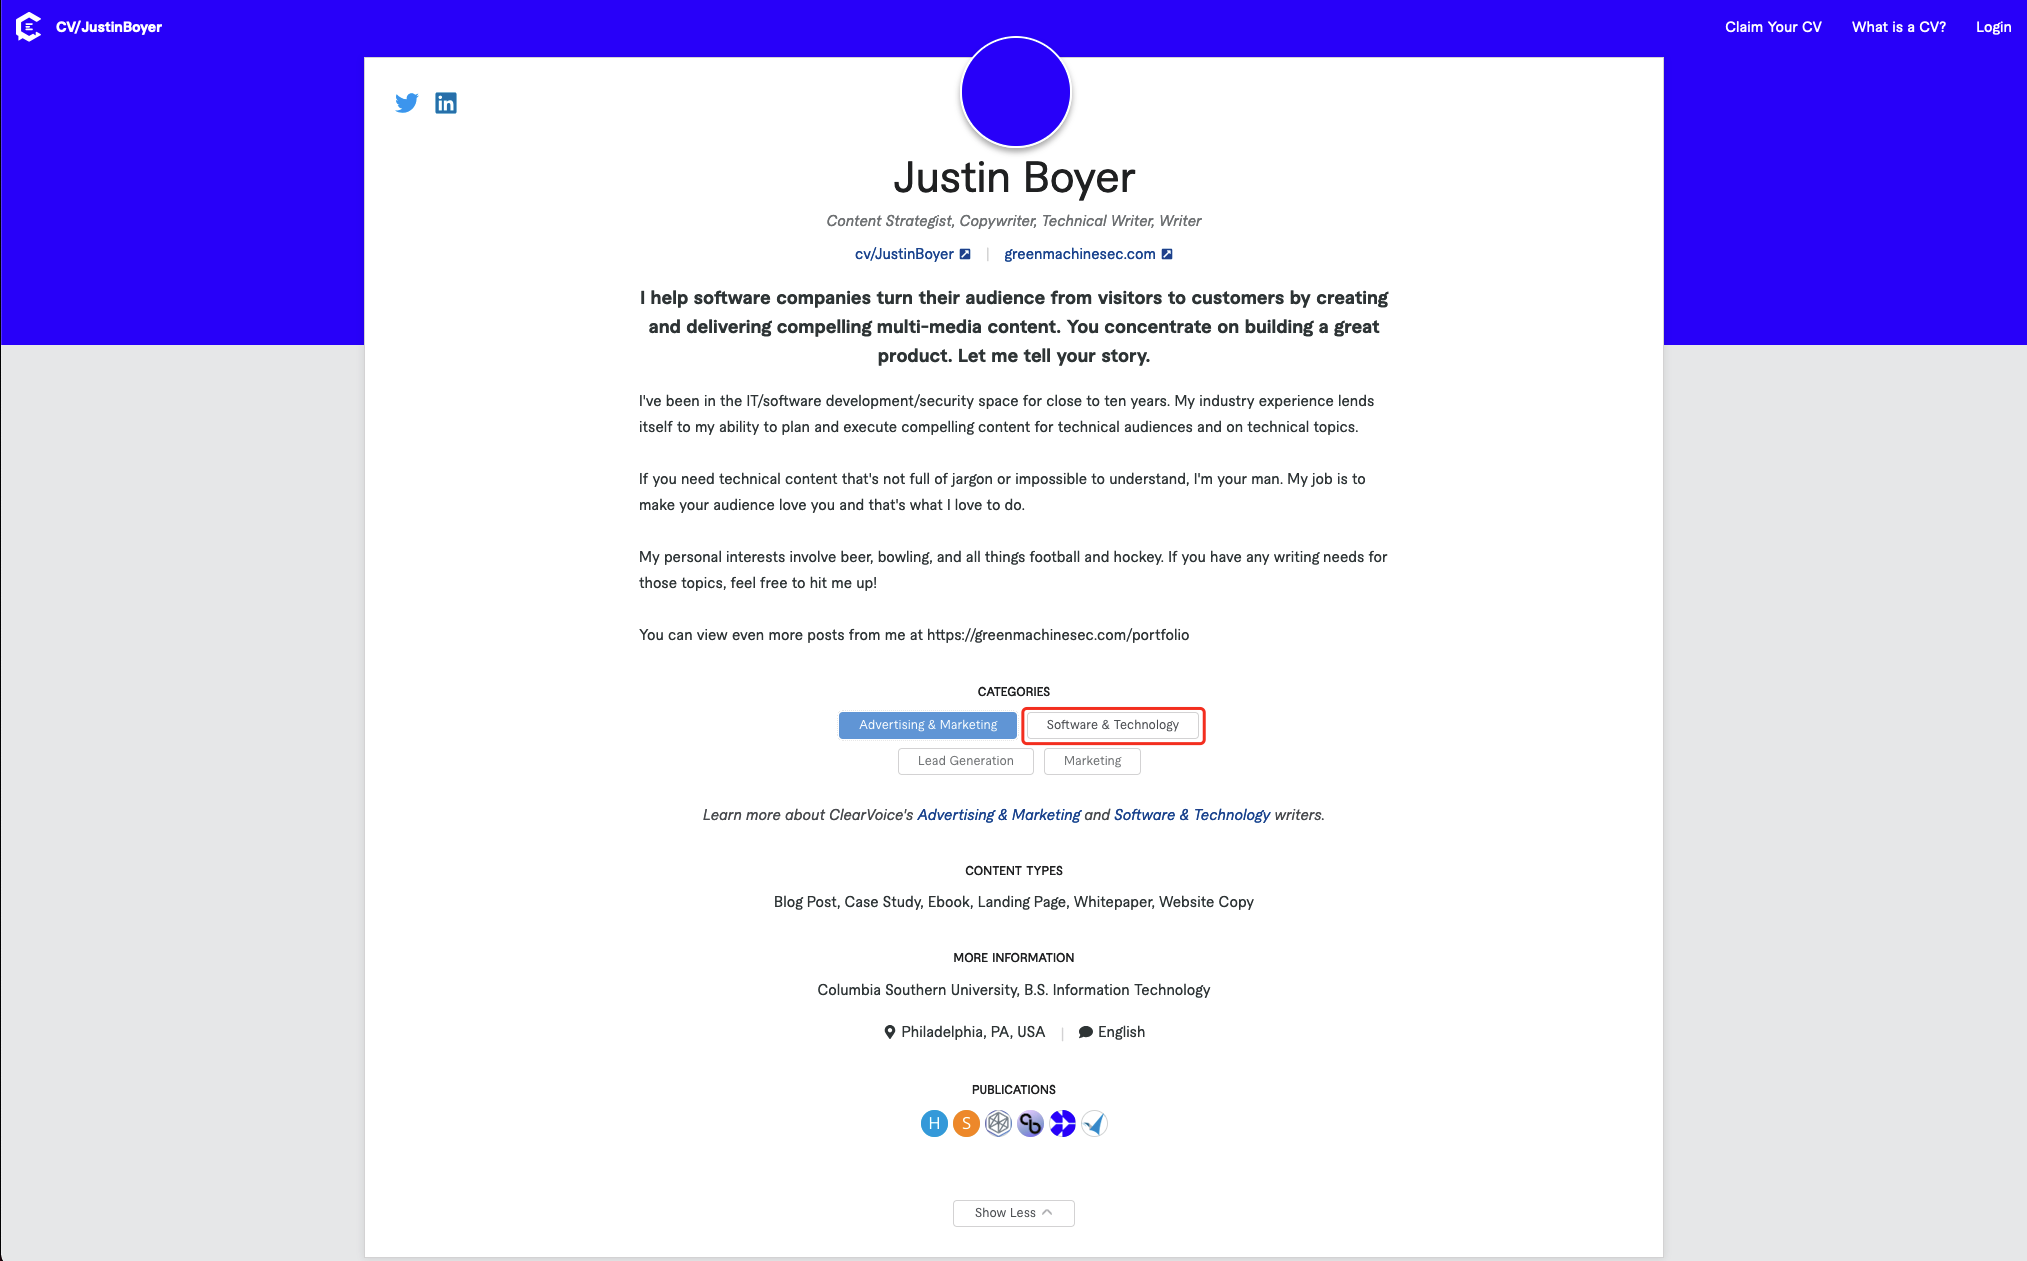 CV/JustinBoyer
Claim Your CV
What is a CV?
Login
Justin Boyer
Content Strategist, Copywriter, Technical Writer, Writer
cv/JustinBoyer | greenmachinesec.com
I help software companies turn their audience from visitors to customers by creating
and delivering compelling multi-media content. You concentrate on building a great
product. Let me tell your story.
I've been in the IT/software development/security space for close to ten years. My industry experience lends
itself to my ability to plan and execute compelling content for technical audiences and on technical topics.
If you need technical content that's not full of jargon or impossible to understand, I'm your man. My job is to
make your audience love you and that's what I love to do.
My personal interests involve beer, bowling, and all things football and hockey. If you have any writing needs for
those topics, feel free to hit me up!
You can view even more posts from me at https://greenmachinesec.com/portfolio
CATEGORIES
Advertising & Marketing
Software & Technology
Lead Generation
Marketing
Learn more about ClearVoice's Advertising & Marketing and Software & Technology writers.
CONTENT TYPES
Blog Post, Case Study, Ebook, Landing Page, Whitepaper, Website Copy
MORE INFORMATION
Columbia Southern University, B.S. Information Technology
Philadelphia, PA, USA | English
PUBLICATIONS
H S
Show Less